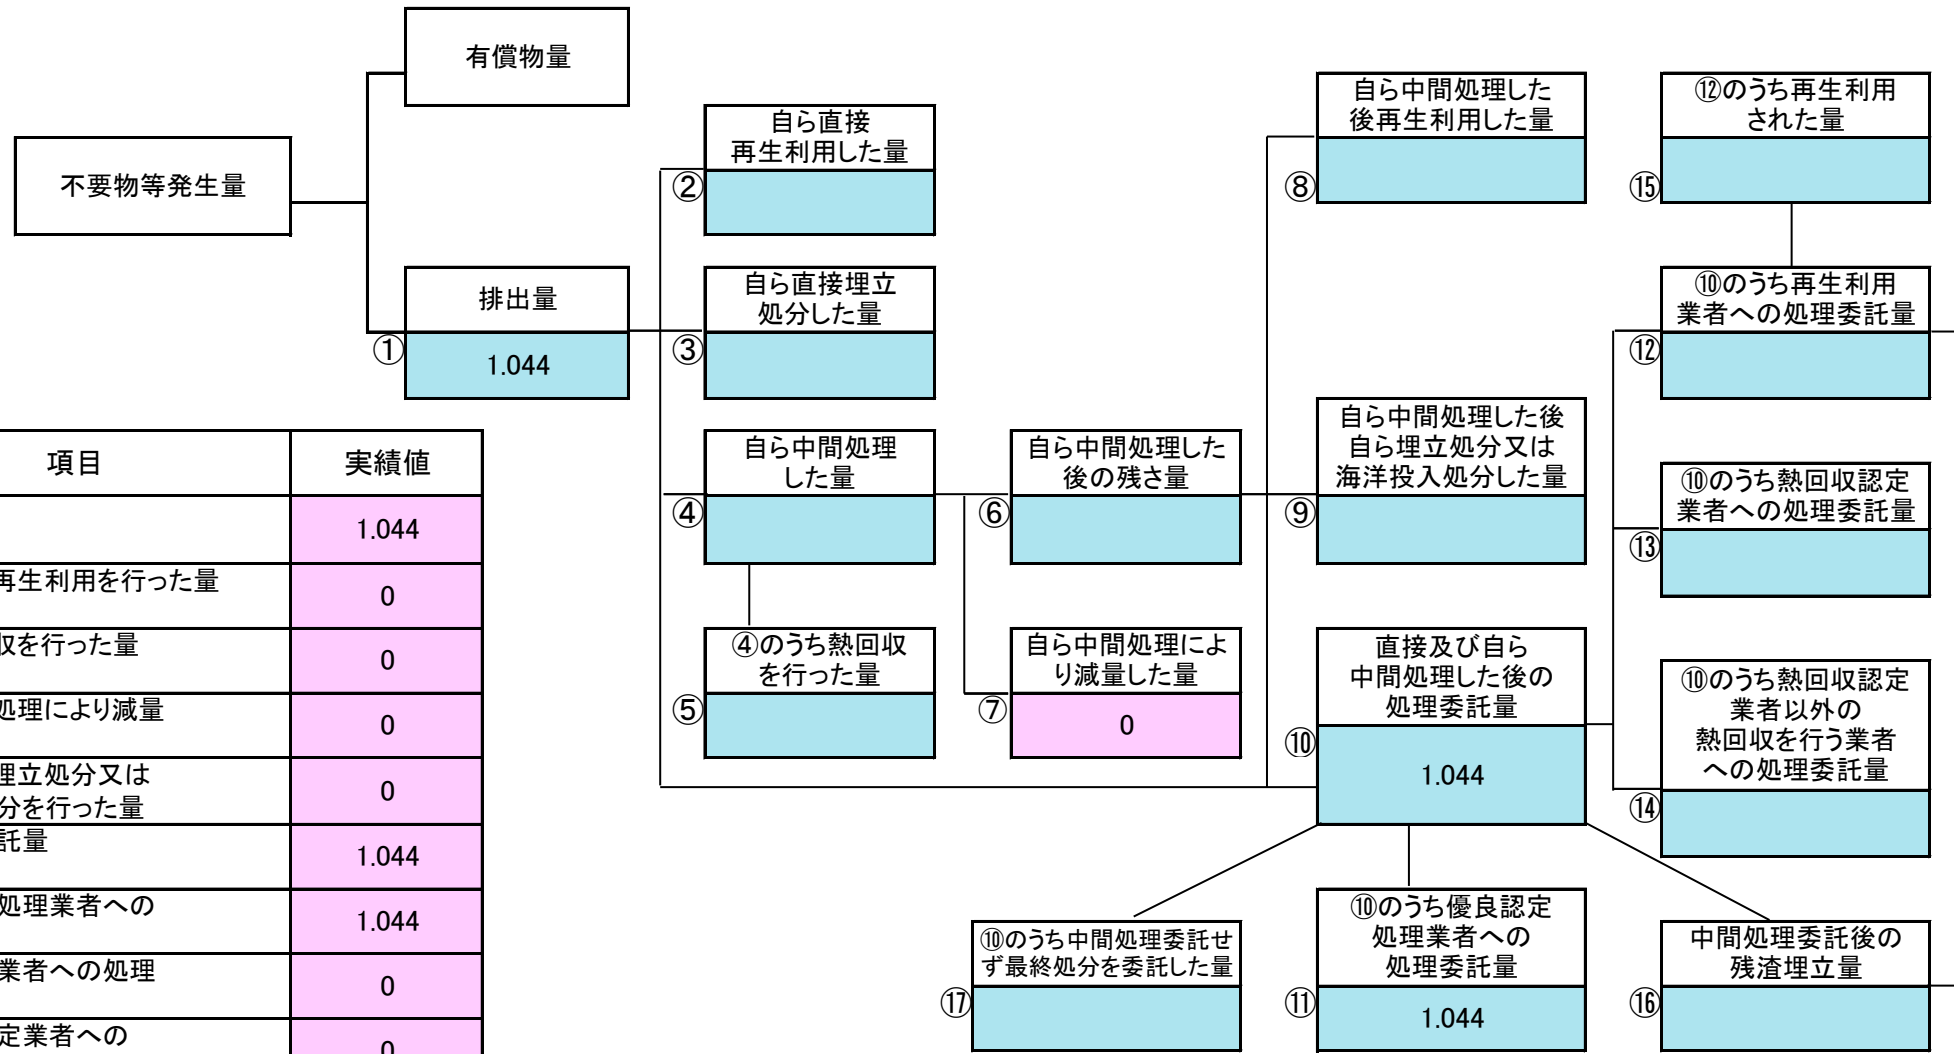 有償物量
不要物等発生量
排出量
①
1.044
自ら直接
再生利用した量
②
自ら直接埋立
処分した量
③
自ら中間処理
した量
④
④のうち熱回収
を行った量
⑤
自ら中間処理した
後の残さ量
⑥
自ら中間処理によ
り減量した量
⑦
0
自ら中間処理した
後再生利用した量
⑧
自ら中間処理した後
自ら埋立処分又は
海洋投入処分した量
⑨
直接及び自ら
中間処理した後の
処理委託量
⑩
1.044
⑩のうち優良認定
処理業者への
処理委託量
⑪
1.044
⑩のうち中間処理委託せ
ず最終処分を委託した量
⑰
⑫のうち再生利用
された量
⑮
⑩のうち再生利用
業者への処理委託量
⑫
⑩のうち熱回収認定
業者への処理委託量
⑬
⑩のうち熱回収認定
業者以外の
熱回収を行う業者
への処理委託量
⑭
中間処理委託後の
残渣埋立量
⑯
項目 実績値
1.044
再生利用を行った量 0
収を行った量 0
処理により減量 0
埋立処分又は
分を行った量 0
託量 1.044
処理業者への 1.044
業者への処理 0
定業者への 0